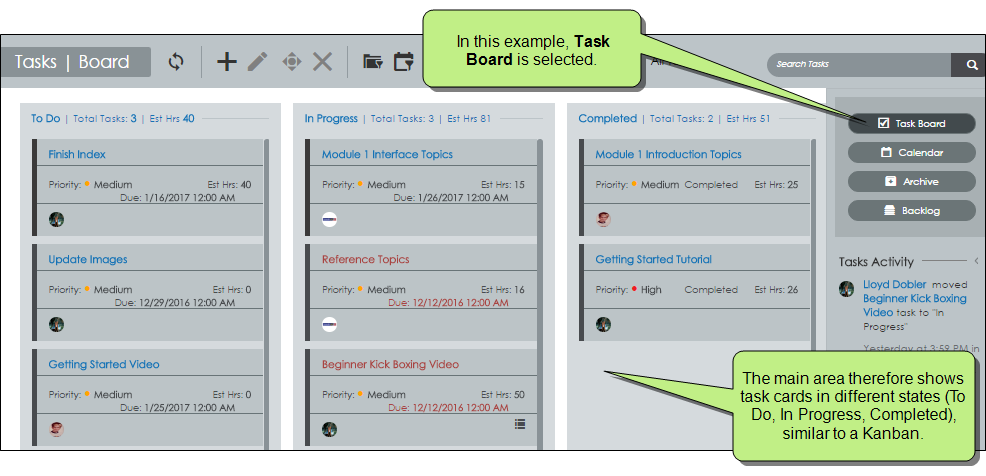 In this example, Task
Board is selected.
Tasks | Board
Search Tasks
To Do | Total Tasks: 3 | Est Hrs 40
Finish Index
Priority: Medium Est Hrs: 40
Due: 1/16/2017 12:00 AM
Update Images
Priority: Medium Est Hrs: 0
Due: 12/29/2016 12:00 AM
Getting Started Video
Priority: Medium Est Hrs: 0
Due: 1/25/2017 12:00 AM
In Progress | Total Tasks: 3 | Est Hrs 81
Module 1 Interface Topics
Priority: Medium Est Hrs: 15
Due: 1/26/2017 12:00 AM
Reference Topics
Priority: Medium Est Hrs: 16
Due: 12/12/2016 12:00 AM
Beginner Kick Boxing Video
Priority: Medium Est Hrs: 50
Due: 12/12/2016 12:00 AM
Completed | Total Tasks: 2 | Est Hrs 51
Module 1 Introduction Topics
Priority: Medium Completed Est Hrs: 25
Getting Started Tutorial
Priority: High Completed Est Hrs: 26
Task Board
Calendar
Archive
Backlog
Tasks Activity
Lloyd Dobler moved
Beginner Kick Boxing
Video task to "In
Progress"
Yesterday at 3:59 PM in
The main area therefore shows
task cards in different states (To
Do, In Progress, Completed),
similar to a Kanban.